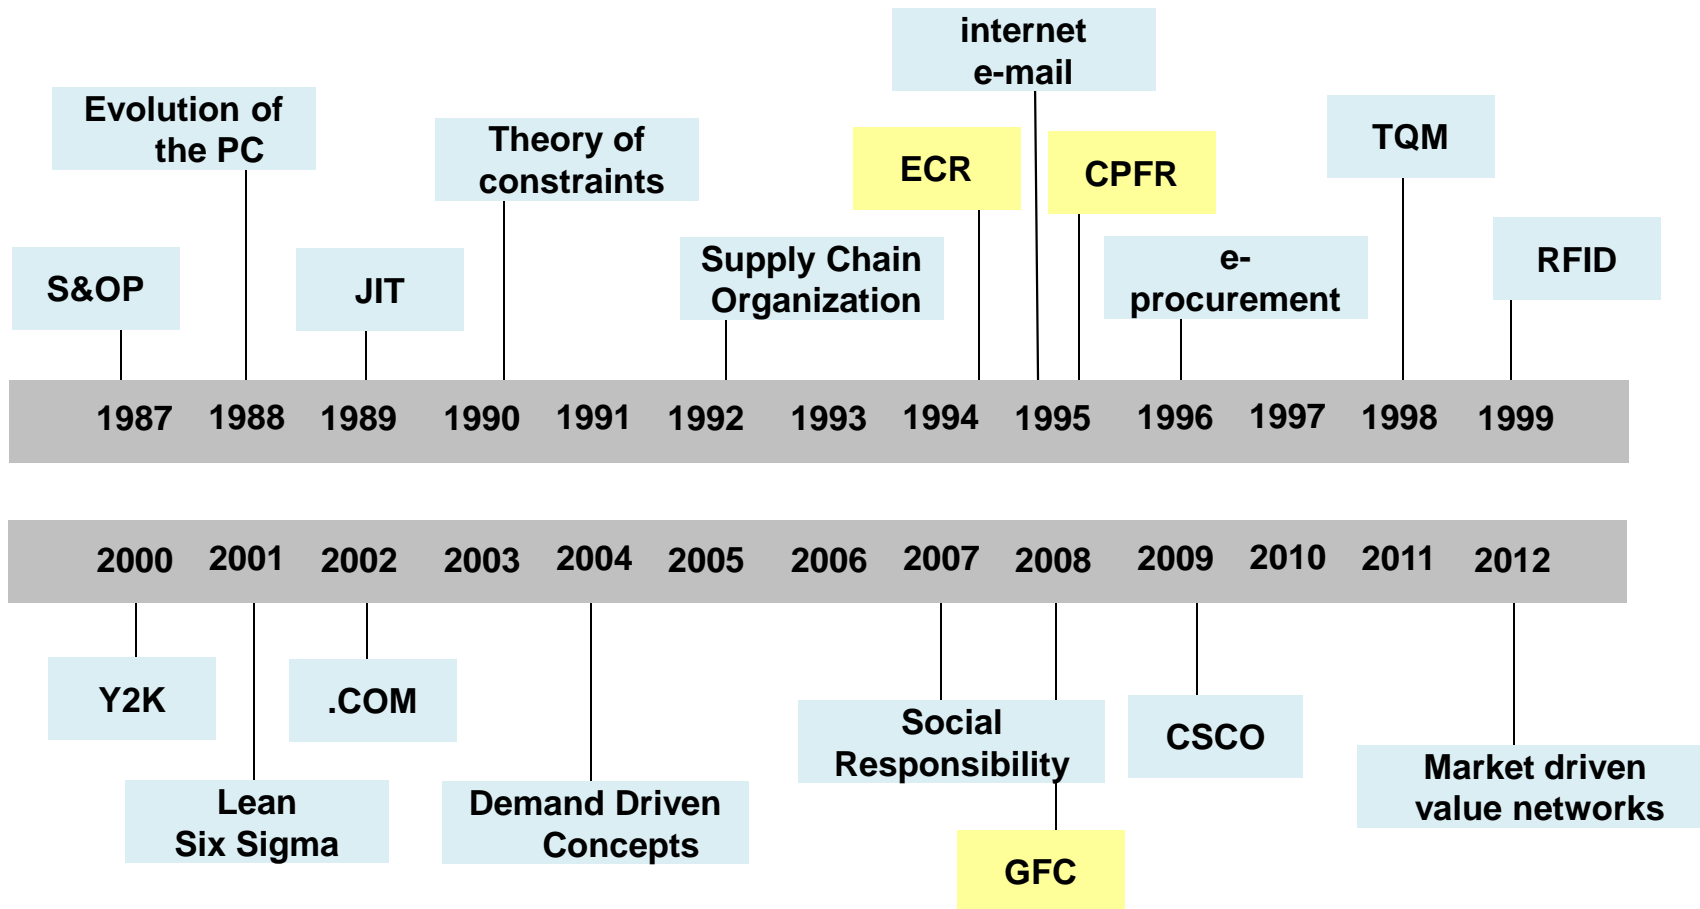 internet
e-mail
Evolution of
the PC
Theory of
constraints
ECR
CPFR
TQM
S&OP
JIT
Supply Chain
Organization
e-
procurement
RFID
1987 1988 1989 1990 1991 1992 1993 1994 1995 1996 1997 1998 1999
2000 2001 2002 2003 2004 2005 2006 2007 2008 2009 2010 2011 2012
Y2K
.COM
Social
Responsibility
CSCO
Market driven
value networks
Lean
Six Sigma
Demand Driven
Concepts
GFC